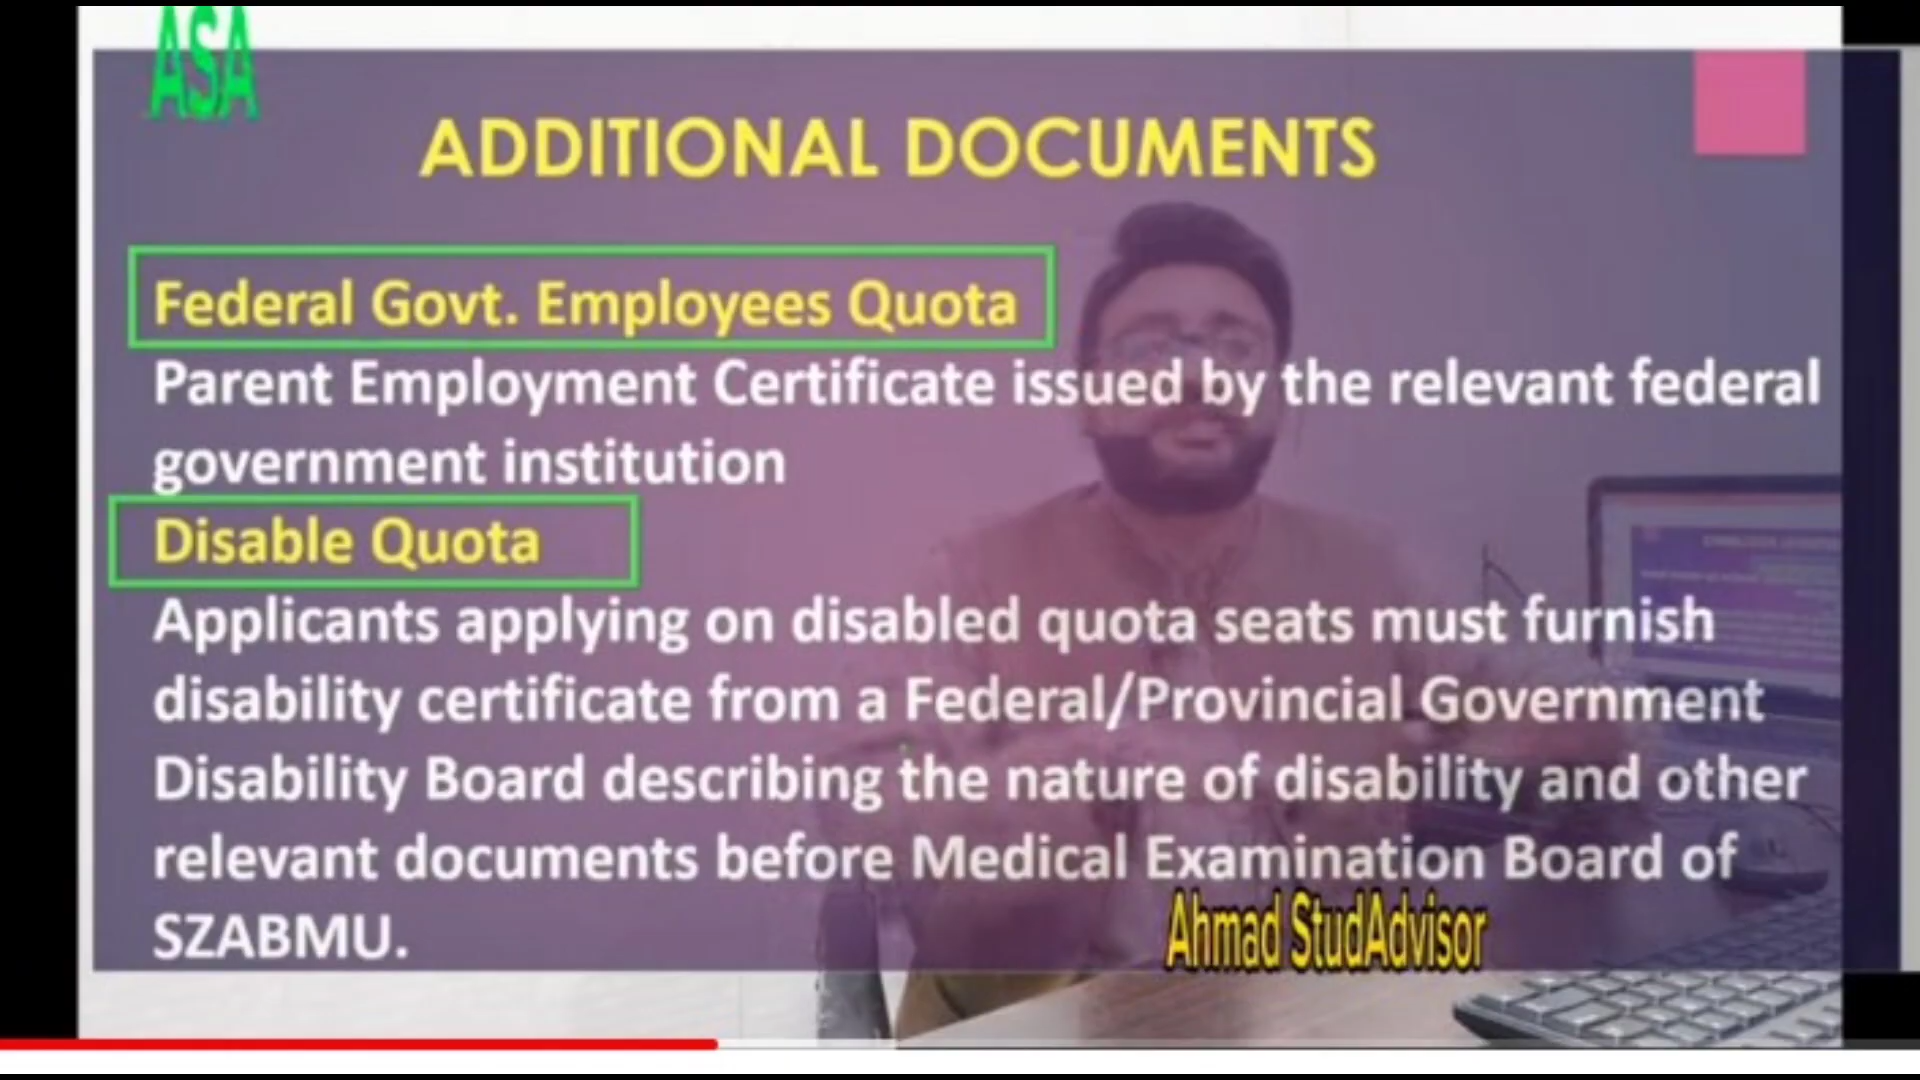 ASA
ADDITIONAL DOCUMENTS
Federal Govt. Employees Quota
Parent Employment Certificate issued by the relevant federal
government institution
Disable Quota
Applicants applying on disabled quota seats must furnish
disability certificate from a Federal/Provincial Government
Disability Board describing the nature of disability and other
relevant documents before Medical Examination Board of
SZABMU.
Ahmad StudAdvisor